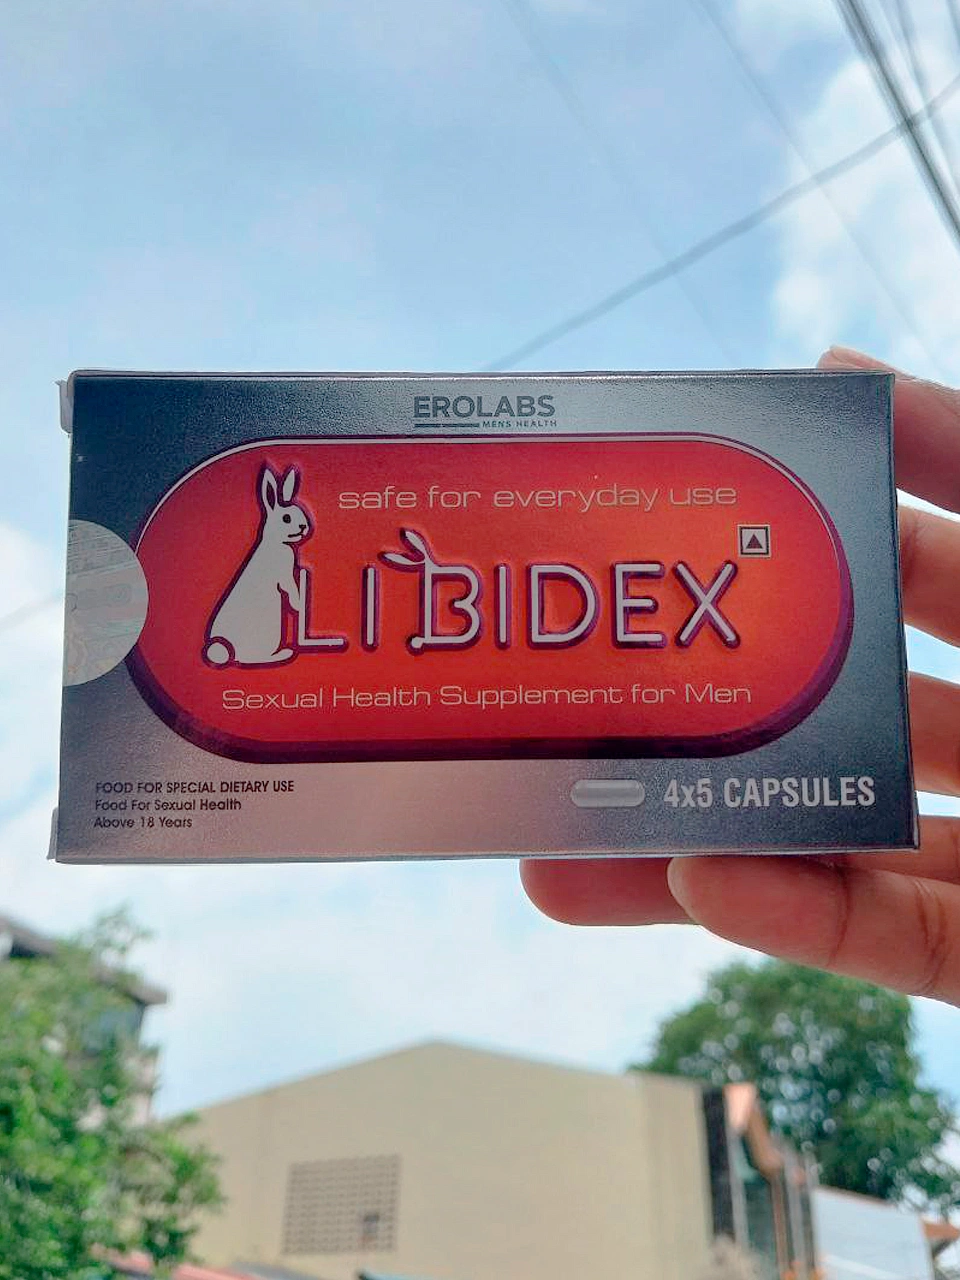 EROLABS
MENS HEALTH
safe for everyday use
LIBIDEX
Sexual Health Supplement for Men
FOOD FOR SPECIAL DIETARY USE
Food For Sexual Health
Above 18 Years
4x5 CAPSULES